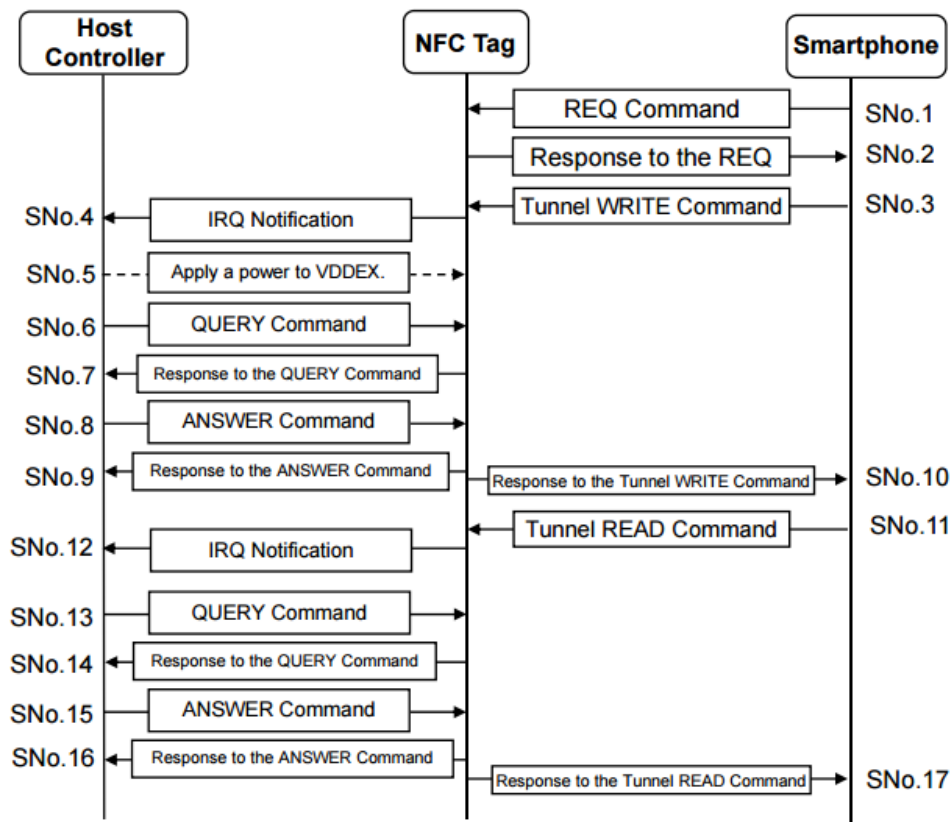 Host
Controller
NFC Tag
Smartphone
REQ Command
SNo.1
Response to the REQ
SNo.2
Tunnel WRITE Command
SNo.3
SNo.4
IRQ Notification
SNo.5
Apply a power to VDDEX.
SNo.6
QUERY Command
SNo.7
Response to the QUERY Command
SNo.8
ANSWER Command
SNo.9
Response to the ANSWER Command
Response to the Tunnel WRITE Command
SNo.10
Tunnel READ Command
SNo.11
SNo.12
IRQ Notification
SNo.13
QUERY Command
SNo.14
Response to the QUERY Command
SNo.15
ANSWER Command
SNo.16
Response to the ANSWER Command
Response to the Tunnel READ Command
SNo.17